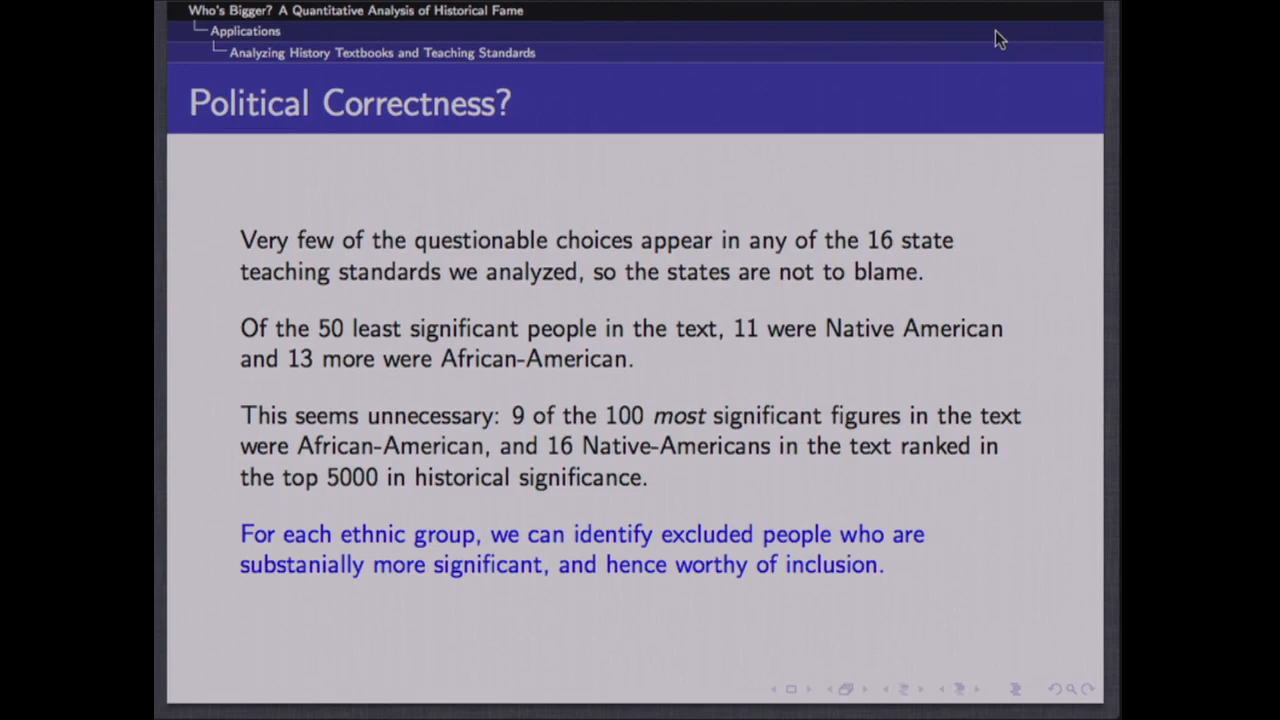 Who's Bigger? A Quantitative Analysis of Historical Fame
Applications
Analyzing History Textbooks and Teaching Standards
Political Correctness?
Very few of the questionable choices appear in any of the 16 state
teaching standards we analyzed, so the states are not to blame.
Of the 50 least significant people in the text, 11 were Native American
and 13 more were African-American.
This seems unnecessary: 9 of the 100 most significant figures in the text
were African-American, and 16 Native-Americans in the text ranked in
the top 5000 in historical significance.
For each ethnic group, we can identify excluded people who are
substanially more significant, and hence worthy of inclusion.